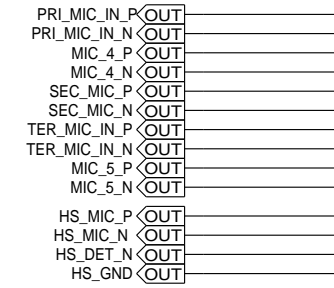 PRI_MIC_IN_P OUT
PRI_MIC_IN_N OUT
MIC_4_P OUT
MIC_4_N OUT
SEC_MIC_P OUT
SEC_MIC_N OUT
TER_MIC_IN_P OUT
TER_MIC_IN_N OUT
MIC_5_P OUT
MIC_5_N OUT
HS_MIC_P OUT
HS_MIC_N OUT
HS_DET_N OUT
HS_GND OUT